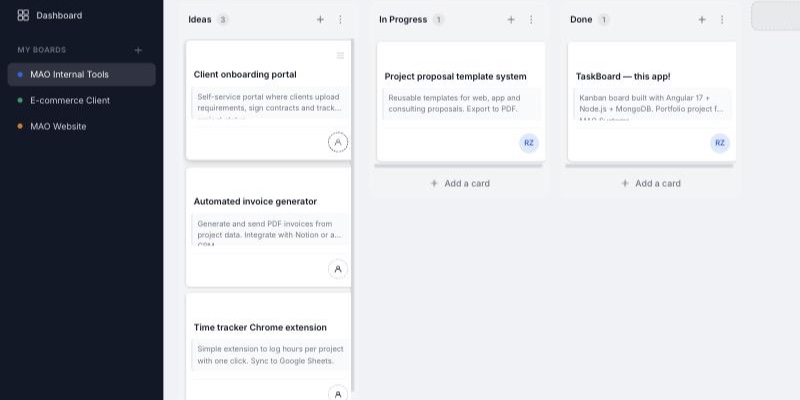 Dashboard
MY BOARDS
MAO Internal Tools
E-commerce Client
MAO Website
Ideas 3
Client onboarding portal
Self-service portal where clients upload
requirements, sign contracts and track...
Automated invoice generator
Generate and send PDF invoices from
project data. Integrate with Notion or a...
Time tracker Chrome extension
Simple extension to log hours per project
with one click. Sync to Google Sheets.
In Progress 1
Project proposal template system
Reusable templates for web, app and
consulting proposals. Export to PDF.
RZ
+ Add a card
Done 1
TaskBoard — this app!
Kanban board built with Angular 17 +
Node.js + MongoDB. Portfolio project f...
RZ
+ Add a card